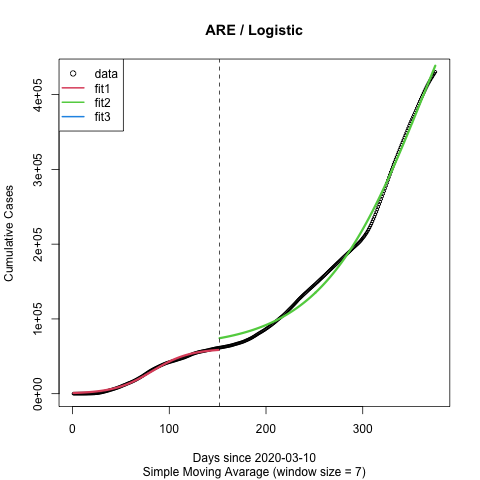 ARE / Logistic
data
fit1
fit2
fit3
Cumulative Cases
0e+00
1e+05
2e+05
3e+05
4e+05
0
100
200
300
Days since 2020-03-10
Simple Moving Avarage (window size = 7)